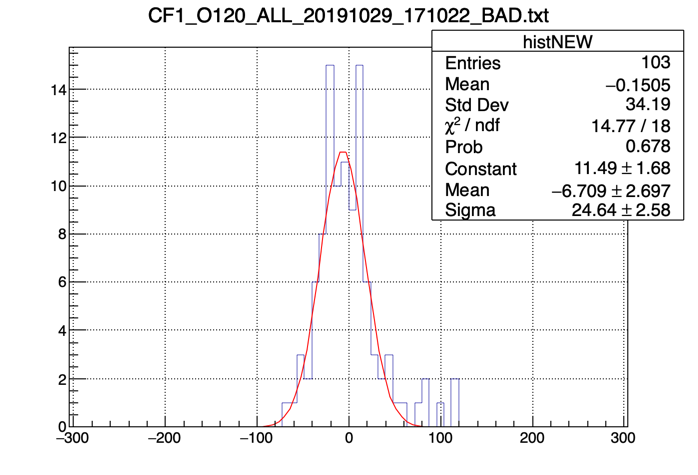 CF1_O120_ALL_20191029_171022_BAD.txt
histNEW
Entries 103
Mean −0.1505
Std Dev 34.19
χ² / ndf 14.77 / 18
Prob 0.678
Constant 11.49 ± 1.68
Mean −6.709 ± 2.697
Sigma 24.64 ± 2.58
14
12
10
8
6
4
2
0
−300 −200 −100 0 100 200 300